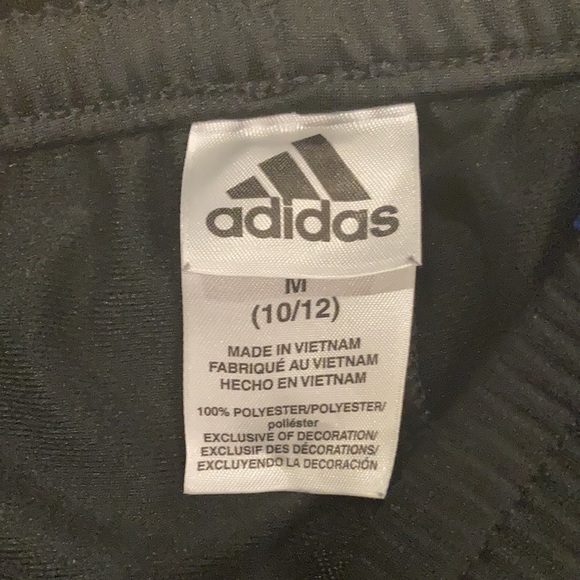 adidas
M
(10/12)
MADE IN VIETNAM
FABRIQUÉ AU VIETNAM
HECHO EN VIETNAM
100% POLYESTER/POLYESTER/
poliéster
EXCLUSIVE OF DECORATION/
EXCLUSIF DES DÉCORATIONS/
EXCLUYENDO LA DECORACIÓN